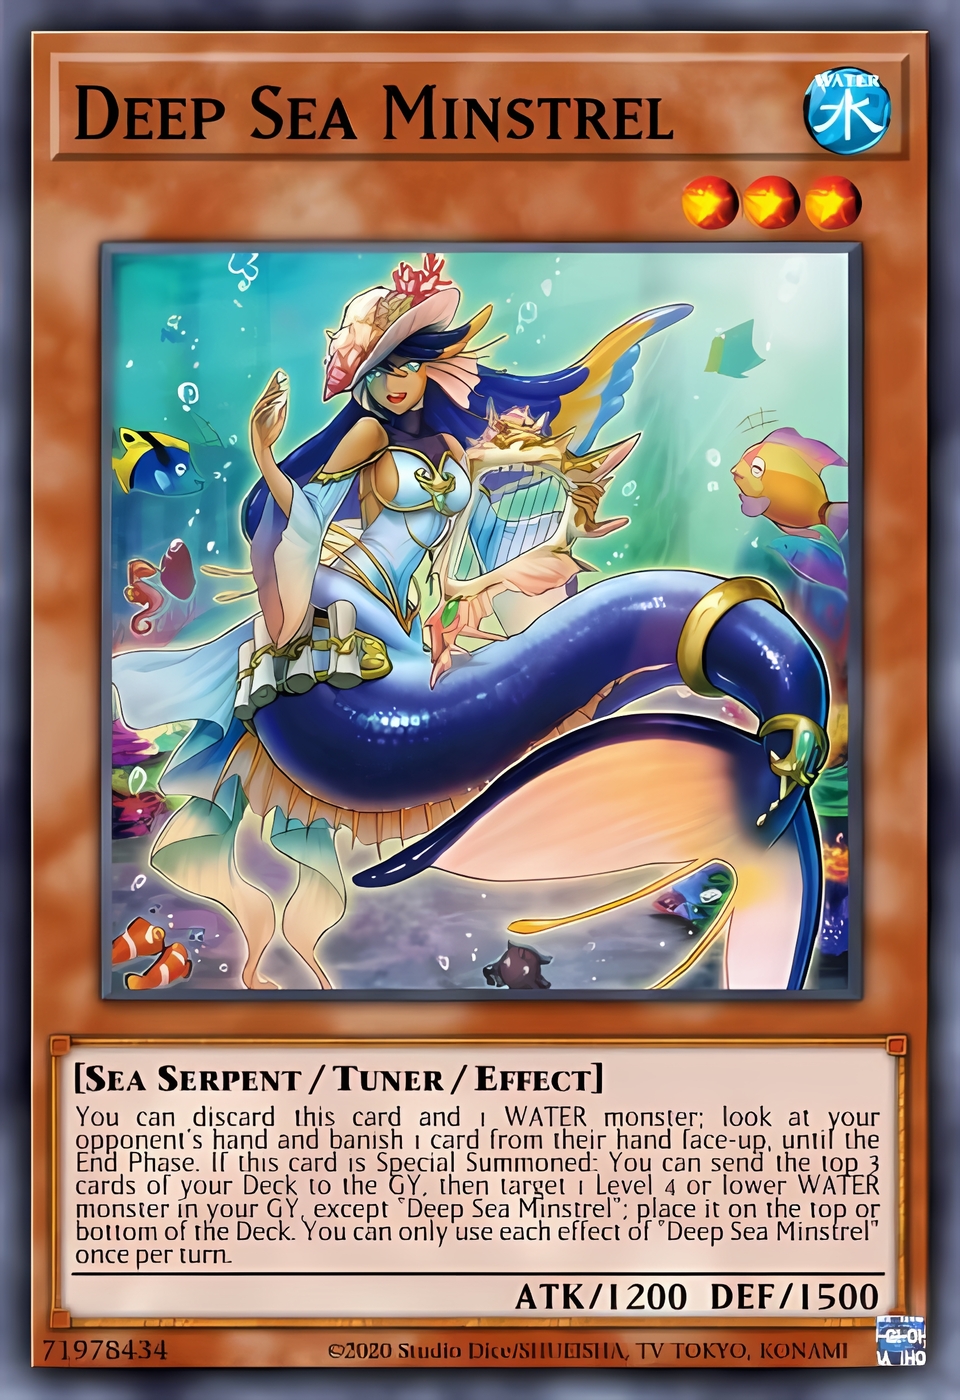 DEEP SEA MINSTREL
WATER
水
[SEA SERPENT / TUNER / EFFECT]
You can discard this card and 1 WATER monster; look at your
opponent's hand and banish 1 card from their hand face-up, until the
End Phase. If this card is Special Summoned: You can send the top 3
cards of your Deck to the GY, then target 1 Level 4 or lower WATER
monster in your GY, except "Deep Sea Minstrel"; place it on the top or
bottom of the Deck. You can only use each effect of "Deep Sea Minstrel"
once per turn.
ATK/1200 DEF/1500
71978434
©2020 Studio Dice/SHUEISHA, TV TOKYO, KONAMI